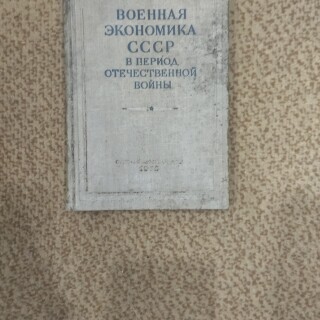 ВОЕННАЯ
ЭКОНОМИКА
СССР
В ПЕРИОД
ОТЕЧЕСТВЕННОЙ
ВОЙНЫ